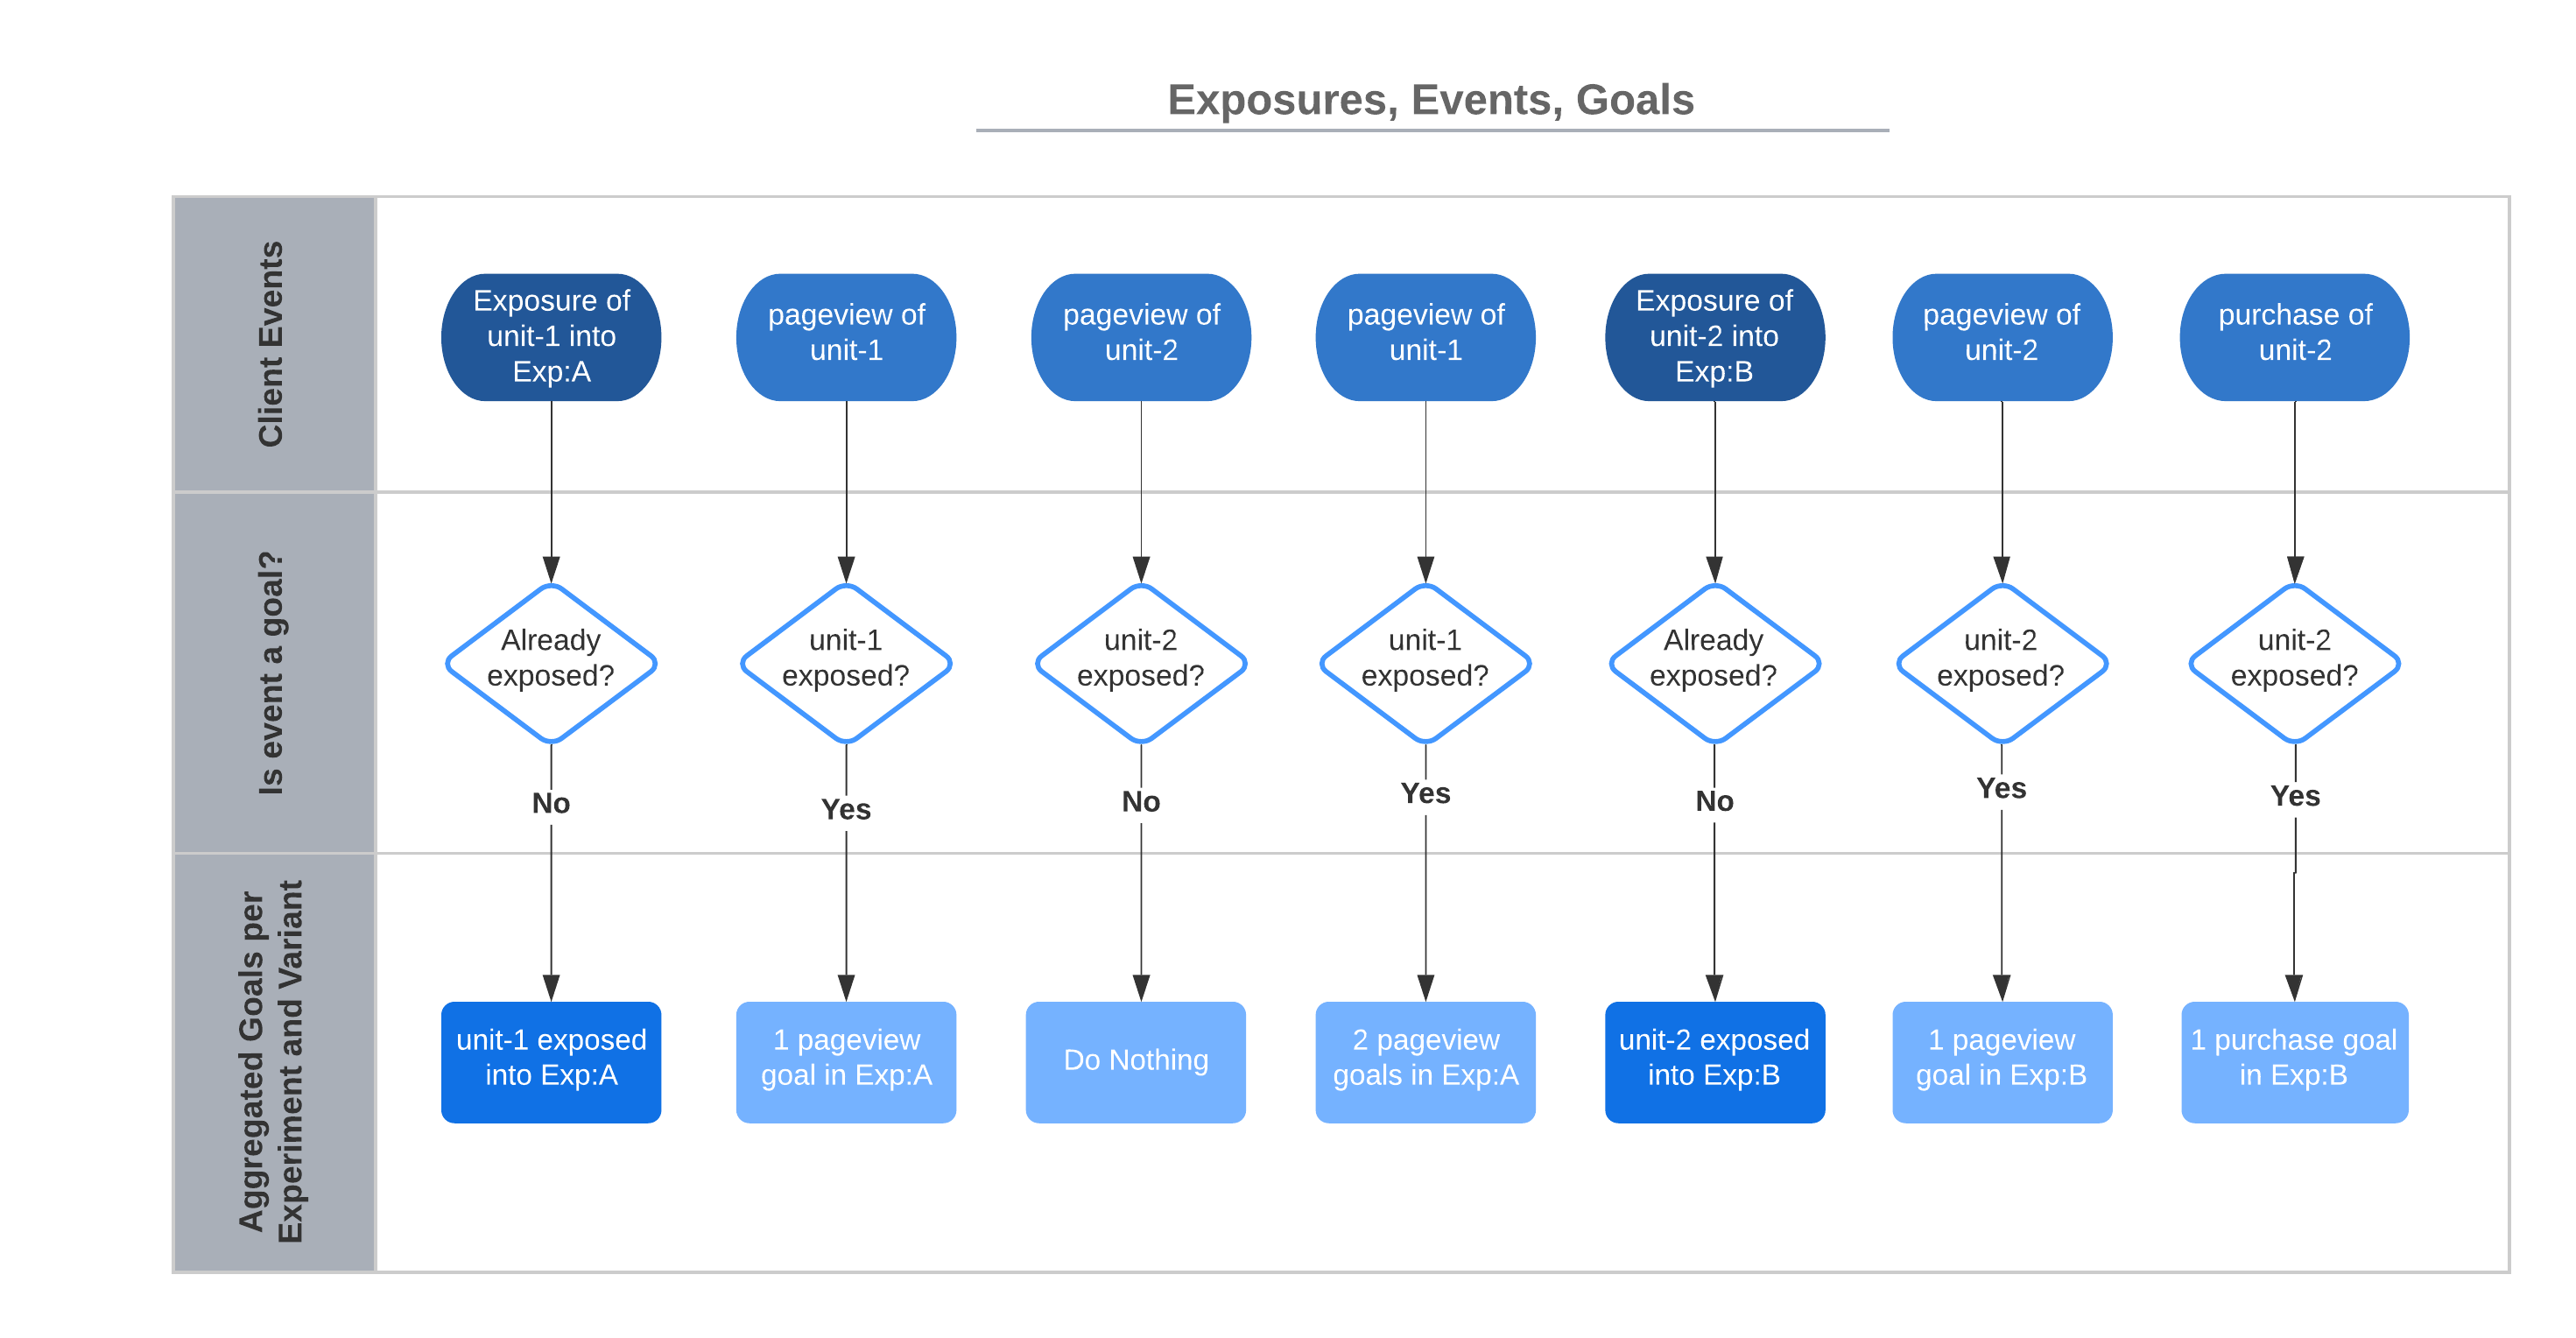 Exposures, Events, Goals
Client Events
Exposure of
unit-1 into
Exp:A
pageview of
unit-1
pageview of
unit-2
pageview of
unit-1
Exposure of
unit-2 into
Exp:B
pageview of
unit-2
purchase of
unit-2
Is event a goal?
Already
exposed?
unit-1
exposed?
unit-2
exposed?
unit-1
exposed?
Already
exposed?
unit-2
exposed?
unit-2
exposed?
No
Yes
No
Yes
No
Yes
Yes
Aggregated Goals per
Experiment and Variant
unit-1 exposed
into Exp:A
1 pageview
goal in Exp:A
Do Nothing
2 pageview
goals in Exp:A
unit-2 exposed
into Exp:B
1 pageview
goal in Exp:B
1 purchase goal
in Exp:B